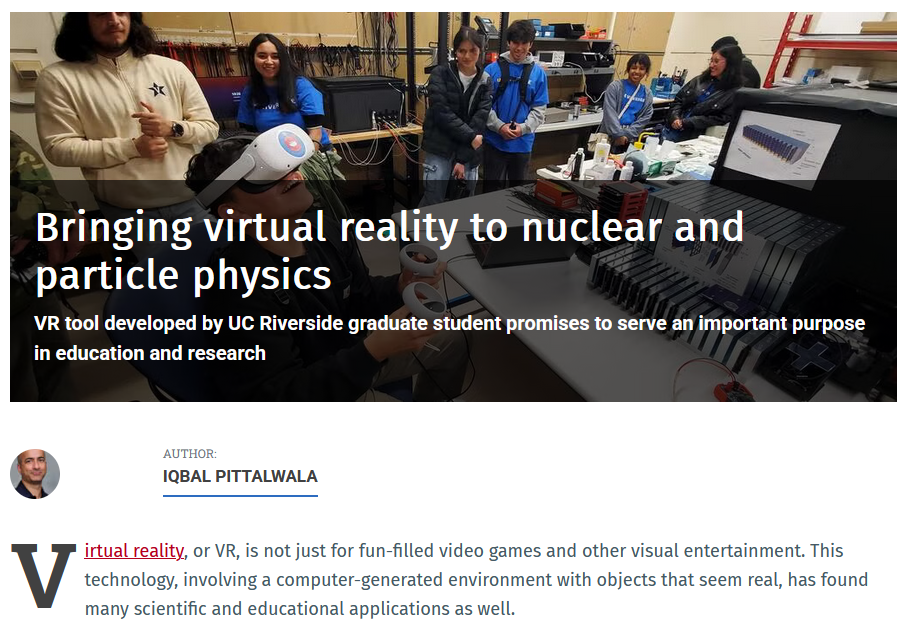 Bringing virtual reality to nuclear and
particle physics
VR tool developed by UC Riverside graduate student promises to serve an important purpose
in education and research
AUTHOR:
IQBAL PITTALWALA
Virtual reality, or VR, is not just for fun-filled video games and other visual entertainment. This
technology, involving a computer-generated environment with objects that seem real, has found
many scientific and educational applications as well.